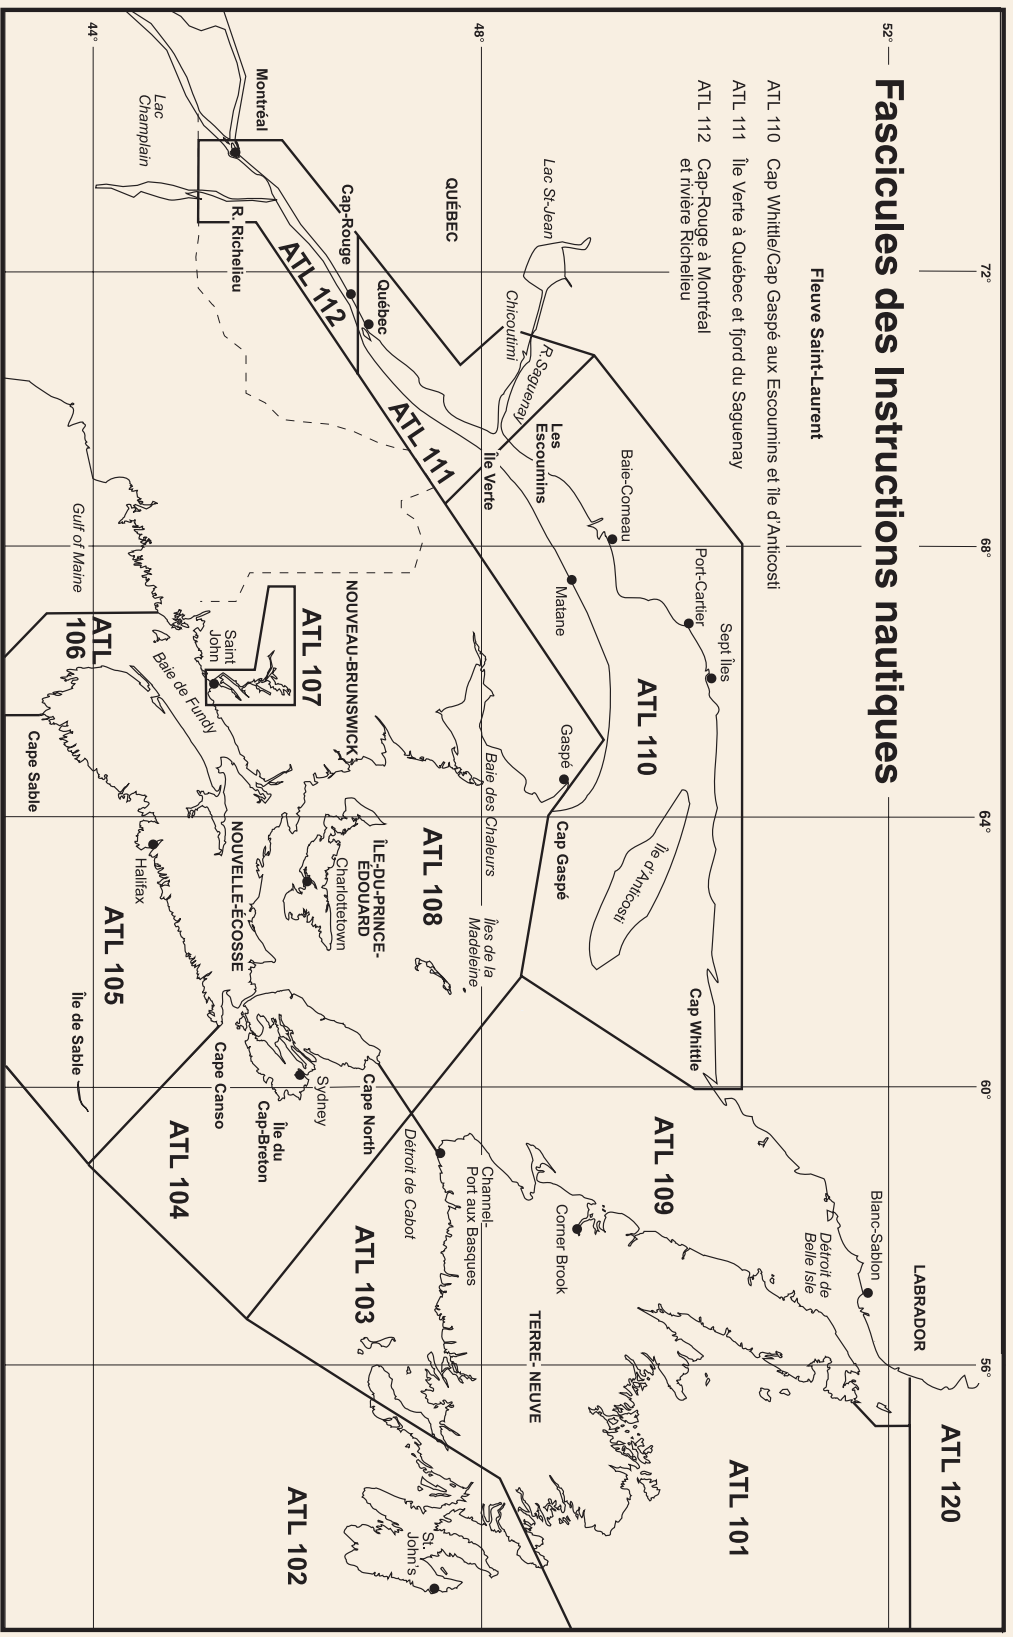 Fascicules des Instructions nautiques
Fleuve Saint-Laurent
ATL 110 Cap Whittle/Cap Gaspé aux Escoumins et île d'Anticosti
ATL 111 Île Verte à Québec et fjord du Saguenay
ATL 112 Cap-Rouge à Montréal
et rivière Richelieu
72°
68°
64°
60°
56°
52°
48°
44°
LABRADOR
ATL 120
Blanc-Sablon
Détroit de
Belle Isle
ATL 101
Sept Îles
Port-Cartier
Cap Whittle
ATL 110
ATL 109
Baie-Comeau
Île d'Anticosti
Les
Escoumins
Matane
Gaspé
Cap Gaspé
Corner Brook
TERRE- NEUVE
Lac St-Jean
Chicoutimi
R. Saguenay
Île Verte
Baie des Chaleurs
Îles de la
Madeleine
Channel-
Port aux Basques
QUÉBEC
ATL 111
ATL 108
Détroit de Cabot
St.
John's
Québec
Cap-Rouge
NOUVEAU-BRUNSWICK
ÎLE-DU-PRINCE-
ÉDOUARD
Charlottetown
Cape North
ATL 103
ATL 112
ATL 107
Sydney
ATL 102
Montréal
R. Richelieu
Saint
John
Baie de Fundy
NOUVELLE-ÉCOSSE
Île du
Cap-Breton
Cape Canso
ATL 104
Lac
Champlain
Halifax
ATL 105
Gulf of Maine
ATL
106
Île de Sable
Cape Sable